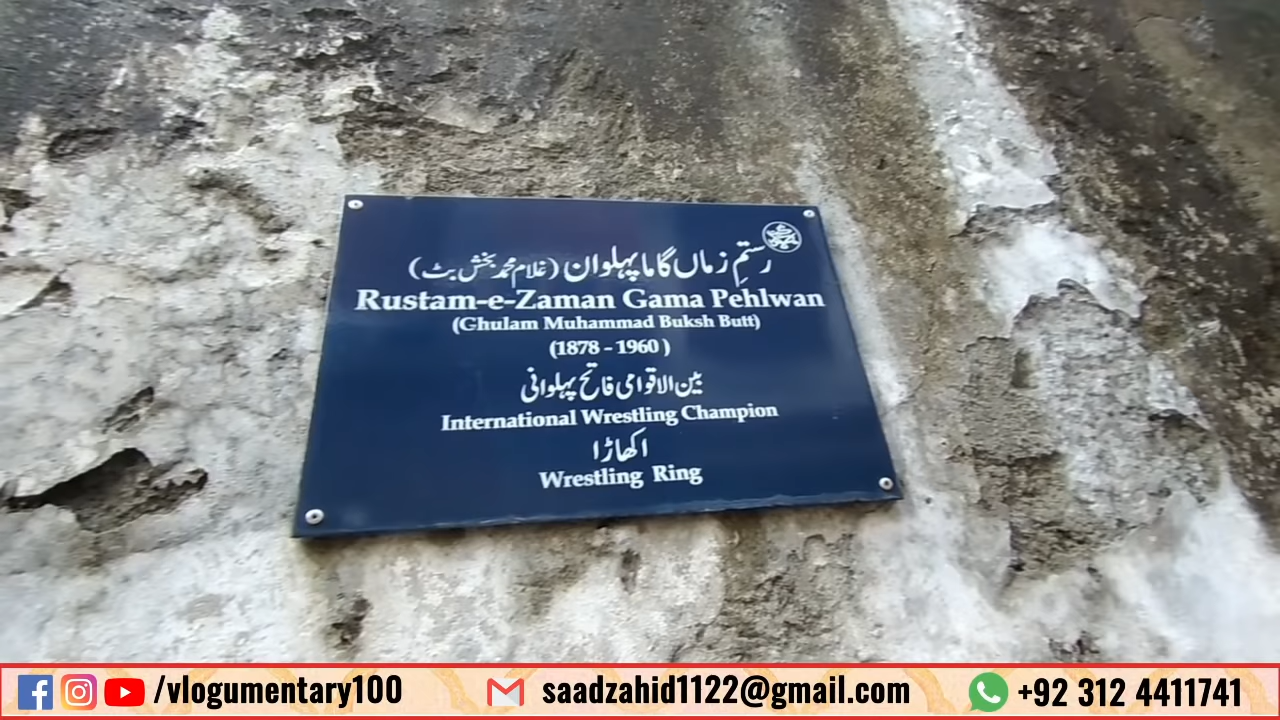 رستمِ زماں گاما پہلوان (غلام محمد بخش بٹ)
Rustam-e-Zaman Gama Pehlwan
(Ghulam Muhammad Buksh Butt)
(1878 - 1960 )
بین الاقوامی فاتح پہلوانی
International Wrestling Champion
اکھاڑا
Wrestling Ring
/vlogumentary100 saadzahid1122@gmail.com +92 312 4411741